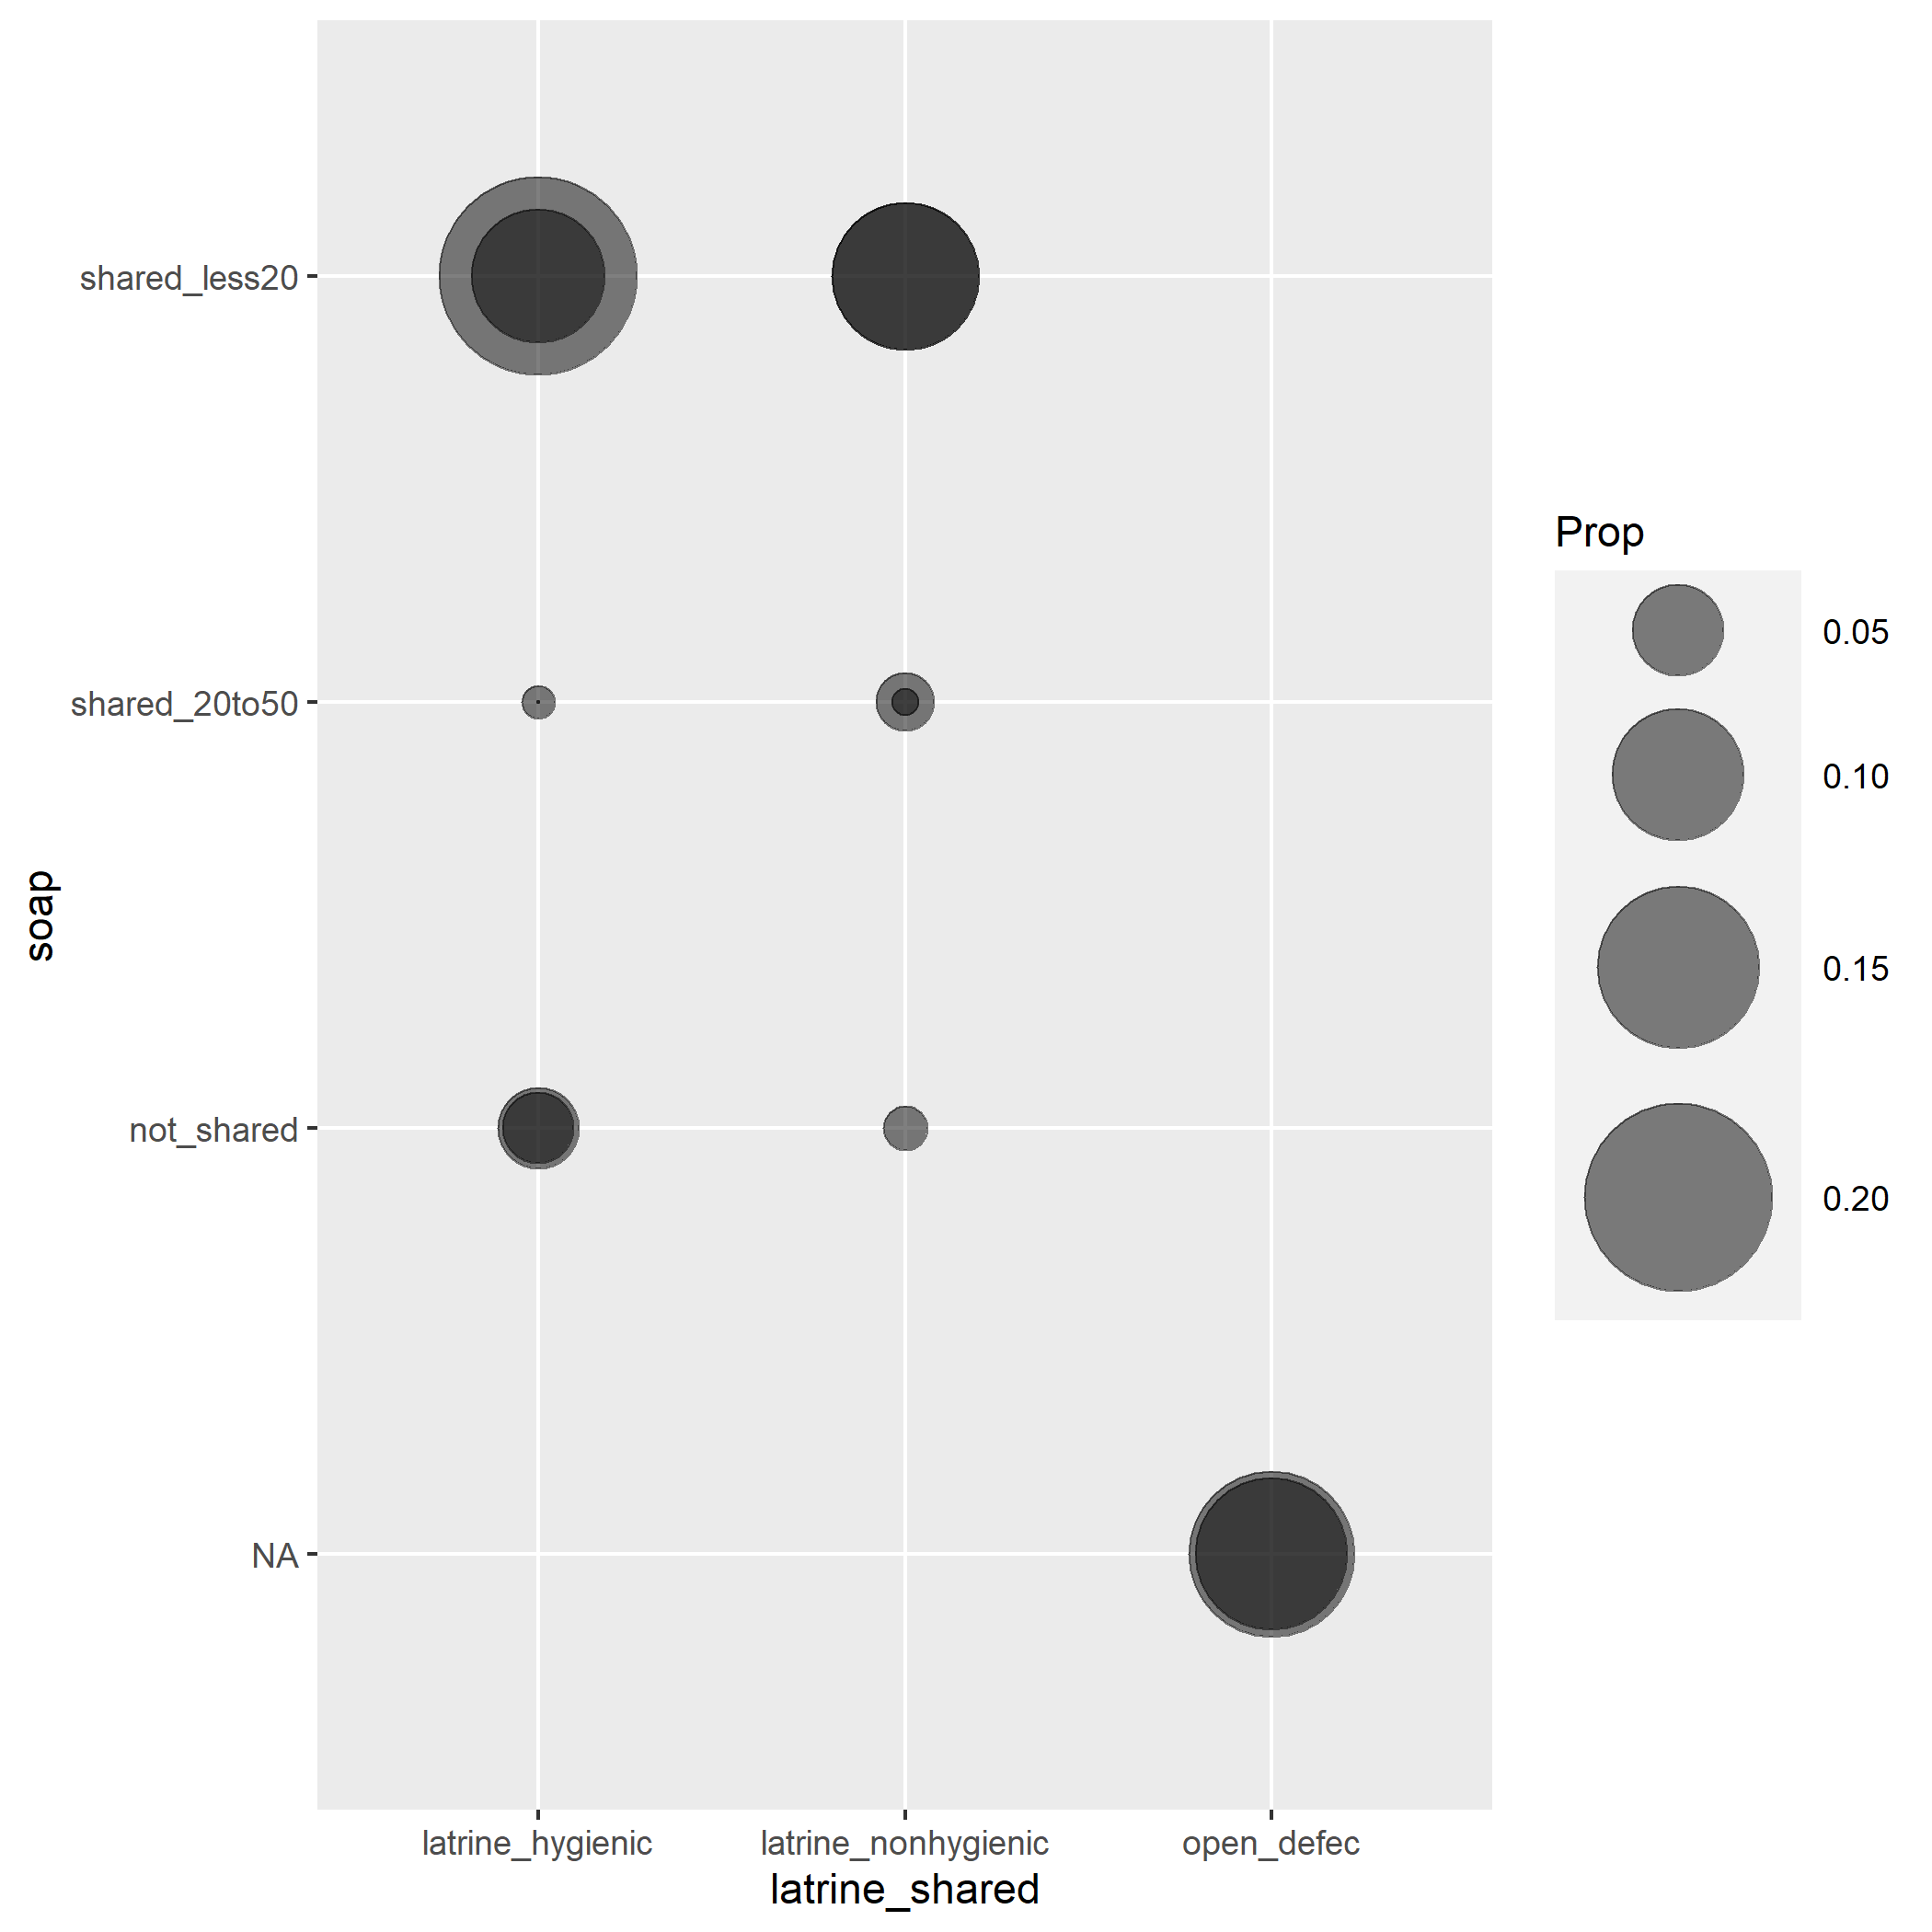 shared_less20
shared_20to50
not_shared
NA
soap
latrine_hygienic
latrine_nonhygienic
open_defec
latrine_shared
Prop
0.05
0.10
0.15
0.20